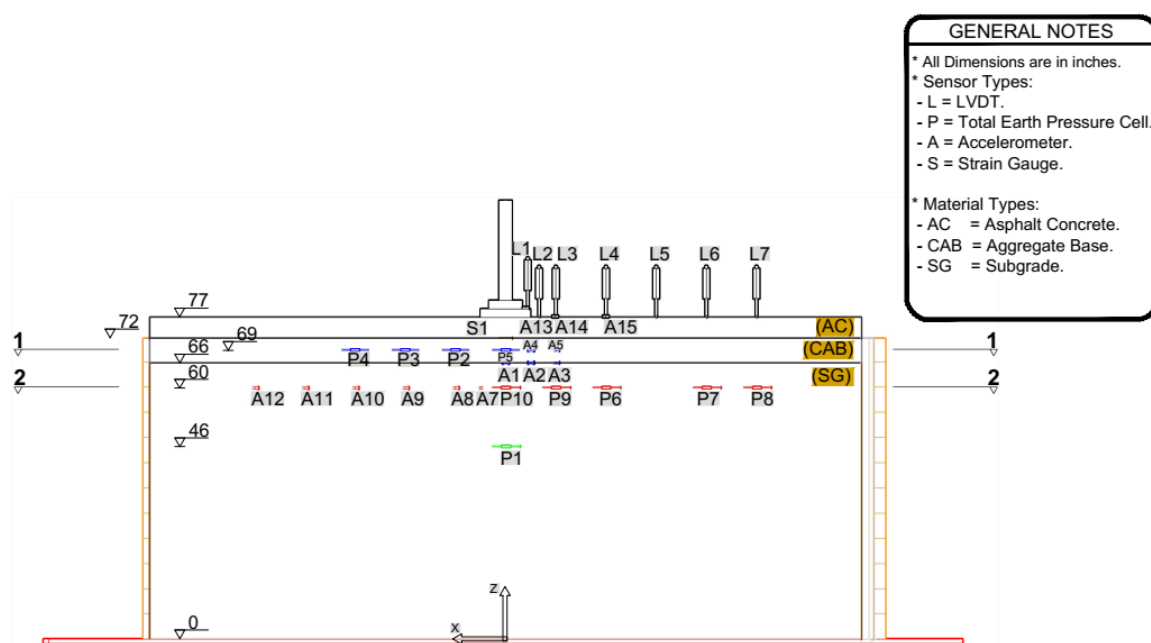 GENERAL NOTES
* All Dimensions are in inches.
* Sensor Types:
- L = LVDT.
- P = Total Earth Pressure Cell.
- A = Accelerometer.
- S = Strain Gauge.
* Material Types:
- AC = Asphalt Concrete.
- CAB = Aggregate Base.
- SG = Subgrade.
L1 L2 L3 L4 L5 L6 L7
77
72 S1 A13 A14 A15 (AC)
69 A4 A5
1 1
66 P4 P3 P2 P5 (CAB)
60 A1 A2 A3 (SG)
2 2
A12 A11 A10 A9 A8 A7 P10 P9 P6 P7 P8
46
P1
z
x
0